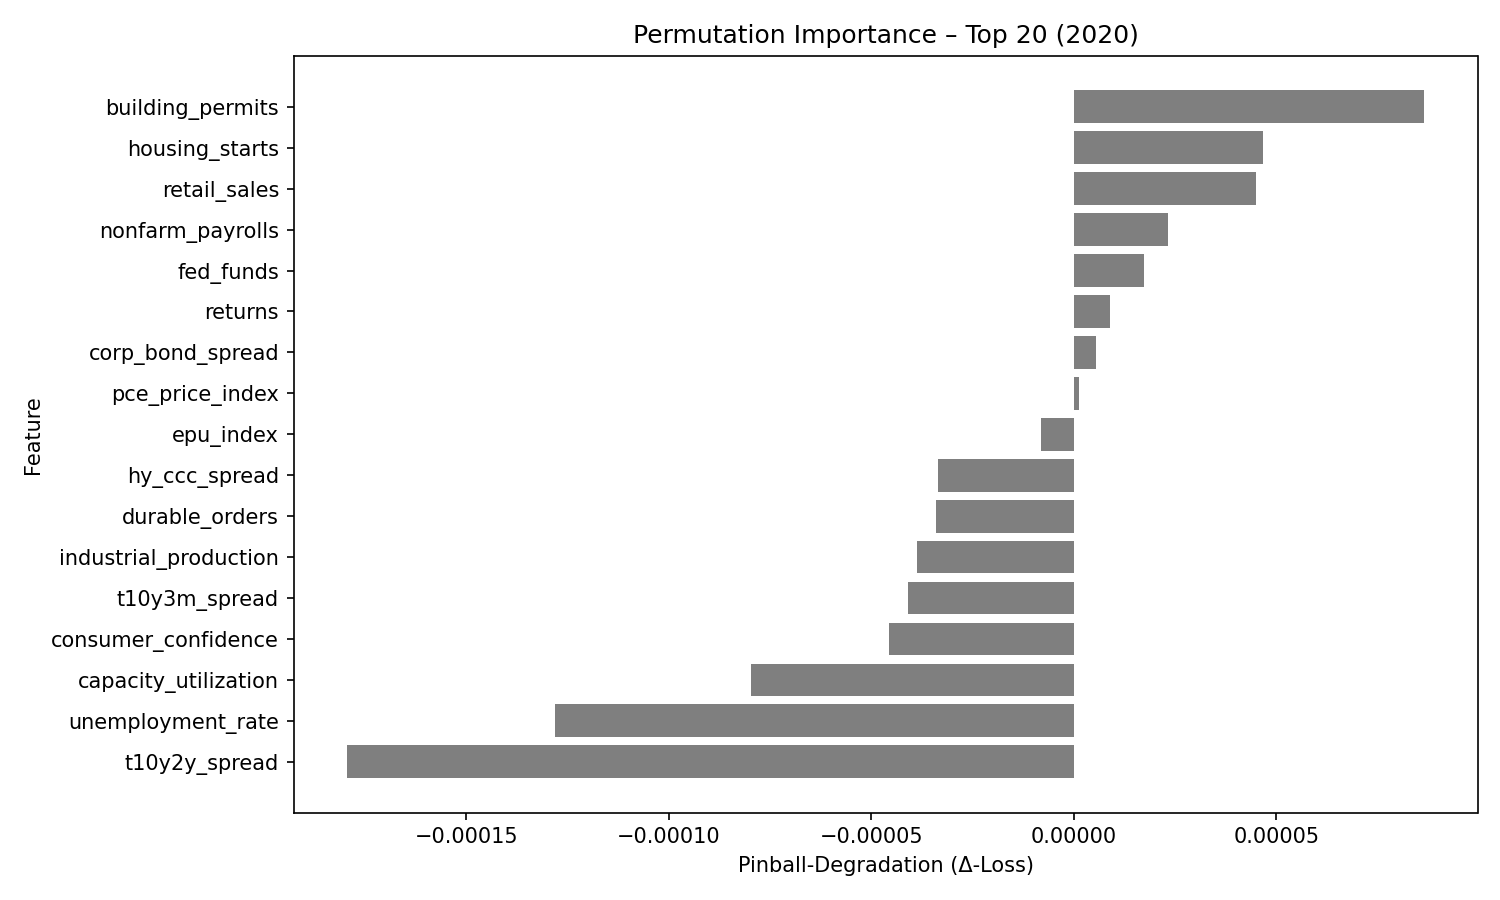 Permutation Importance – Top 20 (2020)
building_permits
housing_starts
retail_sales
nonfarm_payrolls
fed_funds
returns
corp_bond_spread
pce_price_index
epu_index
hy_ccc_spread
durable_orders
industrial_production
t10y3m_spread
consumer_confidence
capacity_utilization
unemployment_rate
t10y2y_spread
Feature
−0.00015 −0.00010 −0.00005 0.00000 0.00005
Pinball-Degradation (Δ-Loss)